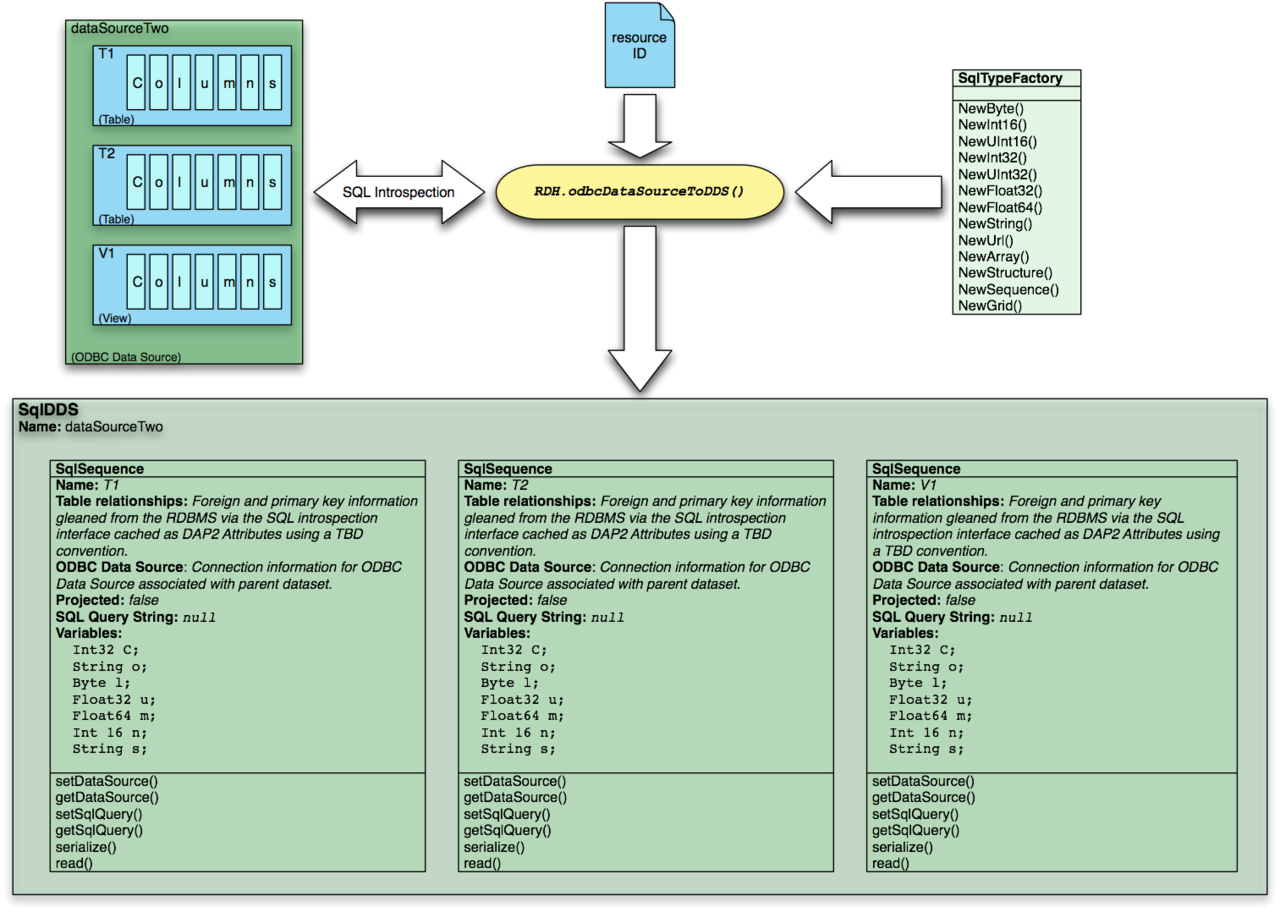 dataSourceTwo
T1
C o l u m n s
(Table)
T2
C o l u m n s
(Table)
V1
C o l u m n s
(View)
(ODBC Data Source)
SQL Introspection
resource
ID
RDH.odbcDataSourceToDDS()
SqlTypeFactory
NewByte()
NewInt16()
NewUInt16()
NewInt32()
NewUInt32()
NewFloat32()
NewFloat64()
NewString()
NewUrl()
NewArray()
NewStructure()
NewSequence()
NewGrid()
SqlDDS
Name: dataSourceTwo
SqlSequence
Name: T1
Table relationships: Foreign and primary key information
gleaned from the RDBMS via the SQL introspection
interface cached as DAP2 Attributes using a TBD
convention.
ODBC Data Source: Connection information for ODBC
Data Source associated with parent dataset.
Projected: false
SQL Query String: null
Variables:
Int32 C;
String o;
Byte l;
Float32 u;
Float64 m;
Int 16 n;
String s;
setDataSource()
getDataSource()
setSqlQuery()
getSqlQuery()
serialize()
read()
SqlSequence
Name: T2
Table relationships: Foreign and primary key information
gleaned from the RDBMS via the SQL introspection
interface cached as DAP2 Attributes using a TBD
convention.
ODBC Data Source: Connection information for ODBC
Data Source associated with parent dataset.
Projected: false
SQL Query String: null
Variables:
Int32 C;
String o;
Byte l;
Float32 u;
Float64 m;
Int 16 n;
String s;
setDataSource()
getDataSource()
setSqlQuery()
getSqlQuery()
serialize()
read()
SqlSequence
Name: V1
Table relationships: Foreign and primary key
information gleaned from the RDBMS via the SQL
introspection interface cached as DAP2 Attributes using
a TBD convention.
ODBC Data Source: Connection information for ODBC
Data Source associated with parent dataset.
Projected: false
SQL Query String: null
Variables:
Int32 C;
String o;
Byte l;
Float32 u;
Float64 m;
Int 16 n;
String s;
setDataSource()
getDataSource()
setSqlQuery()
getSqlQuery()
serialize()
read()